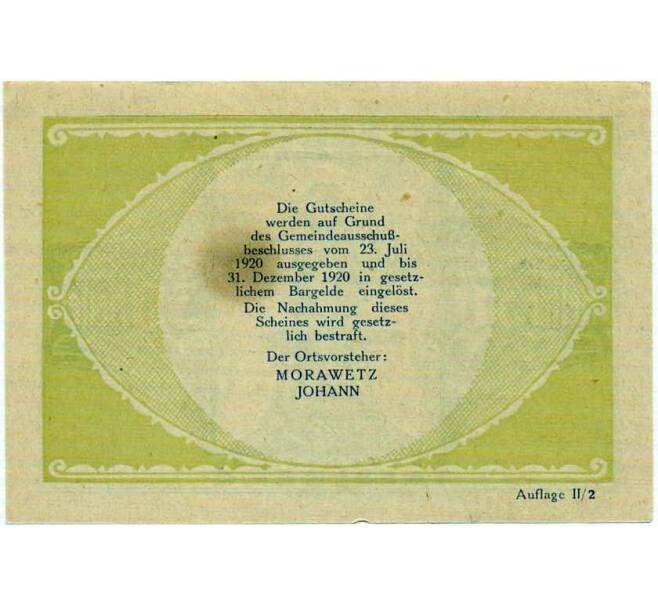 Die Gutscheine
werden auf Grund
des Gemeindeausschuß-
beschlusses vom 23. Juli
1920 ausgegeben und bis
31. Dezember 1920 in gesetz-
lichem Bargelde eingelöst.
Die Nachahmung dieses
Scheines wird gesetz-
lich bestraft.
Der Ortsvorsteher:
MORAWETZ
JOHANN
Auflage II/2